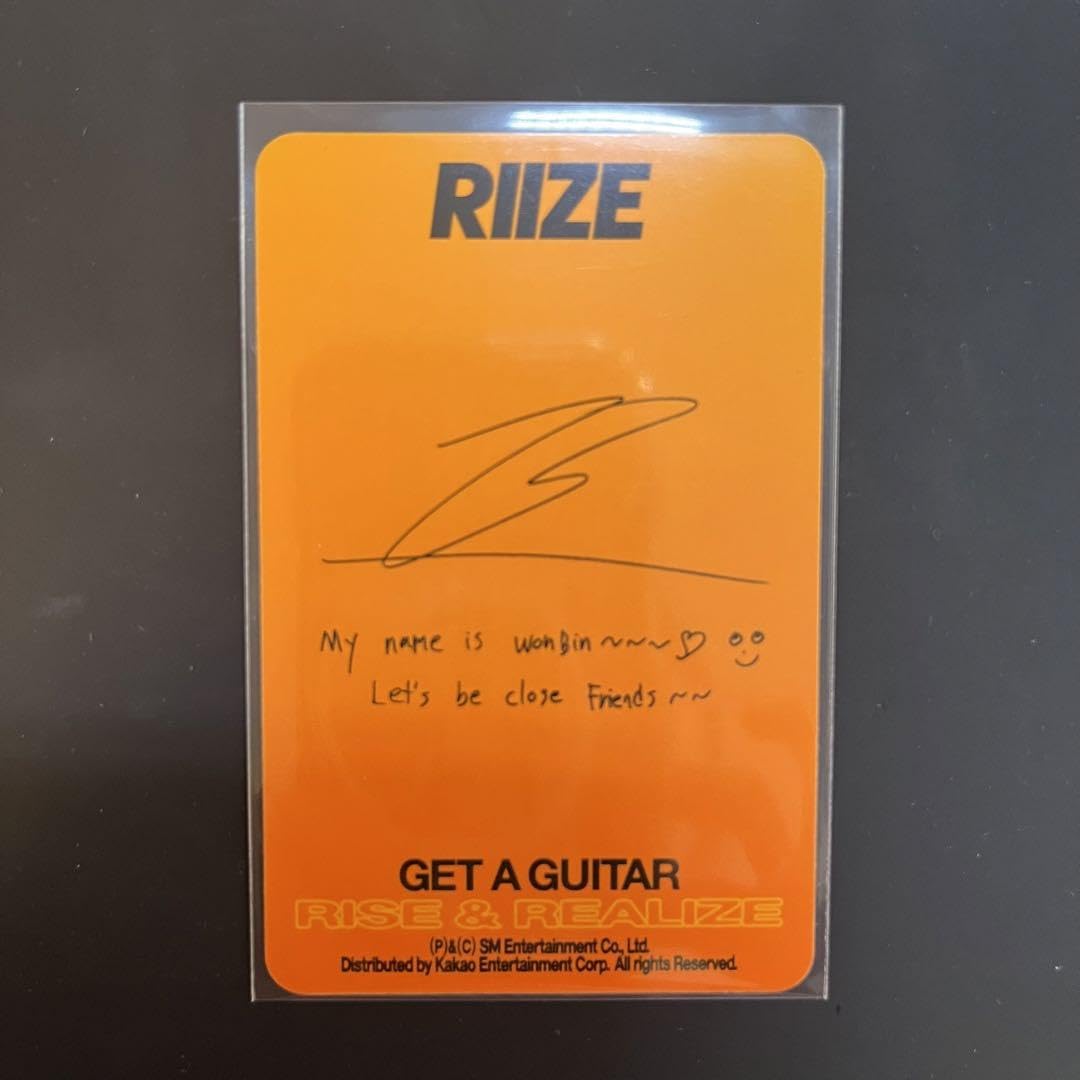 RIIZE
My name is wonBin~~~♡
Let's be close Friends~~
GET A GUITAR
RISE & REALIZE
(P)&(C) SM Entertainment Co., Ltd.
Distributed by Kakao Entertainment Corp. All rights Reserved.